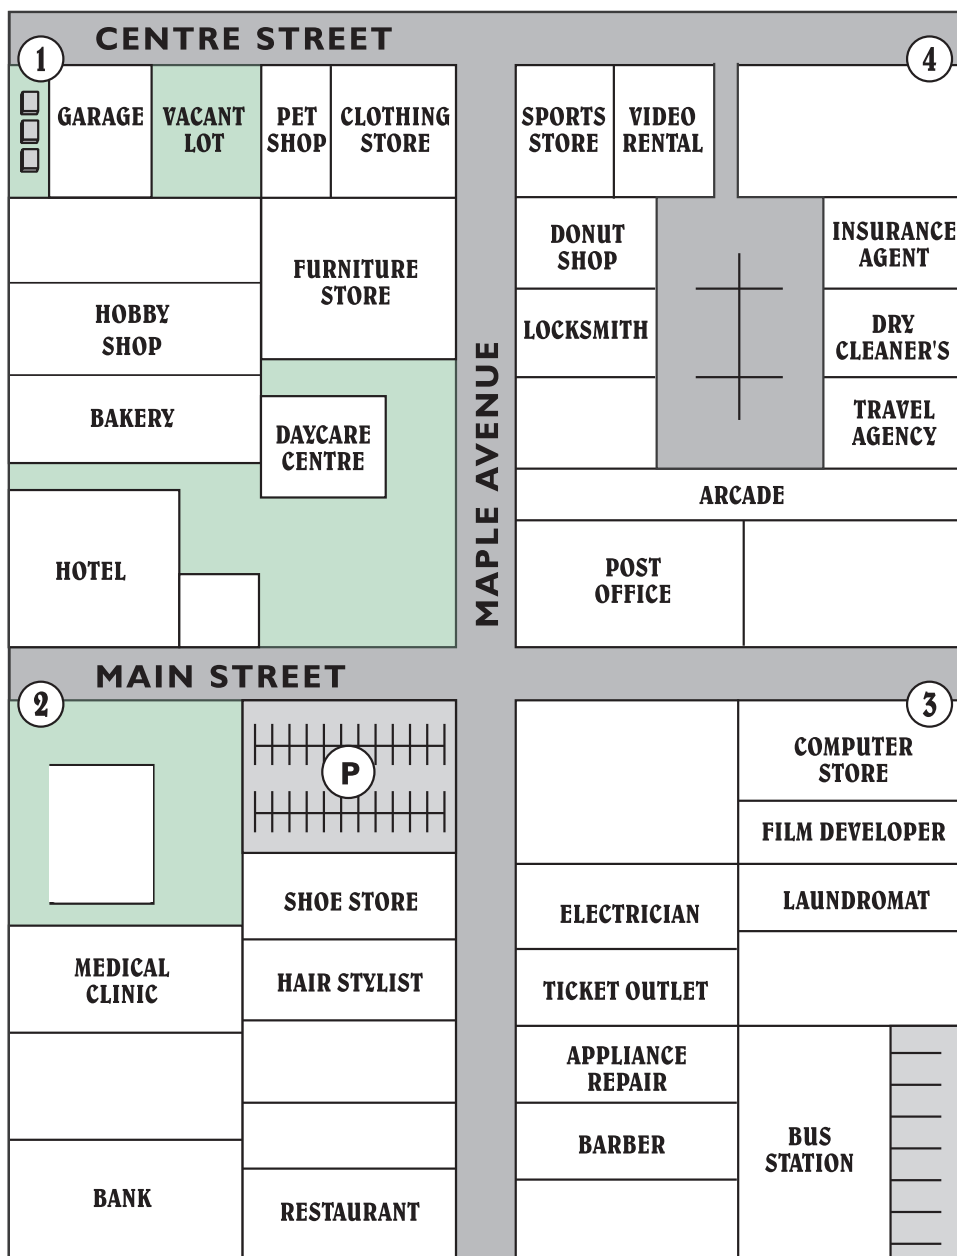 CENTRE STREET
1
4
GARAGE
VACANT
LOT
PET
SHOP
CLOTHING
STORE
SPORTS
STORE
VIDEO
RENTAL
DONUT
SHOP
INSURANCE
AGENT
FURNITURE
STORE
HOBBY
SHOP
LOCKSMITH
DRY
CLEANER'S
BAKERY
DAYCARE
CENTRE
MAPLE AVENUE
TRAVEL
AGENCY
ARCADE
HOTEL
POST
OFFICE
MAIN STREET
2
3
P
COMPUTER
STORE
FILM DEVELOPER
SHOE STORE
ELECTRICIAN
LAUNDROMAT
MEDICAL
CLINIC
HAIR STYLIST
TICKET OUTLET
APPLIANCE
REPAIR
BARBER
BUS
STATION
BANK
RESTAURANT